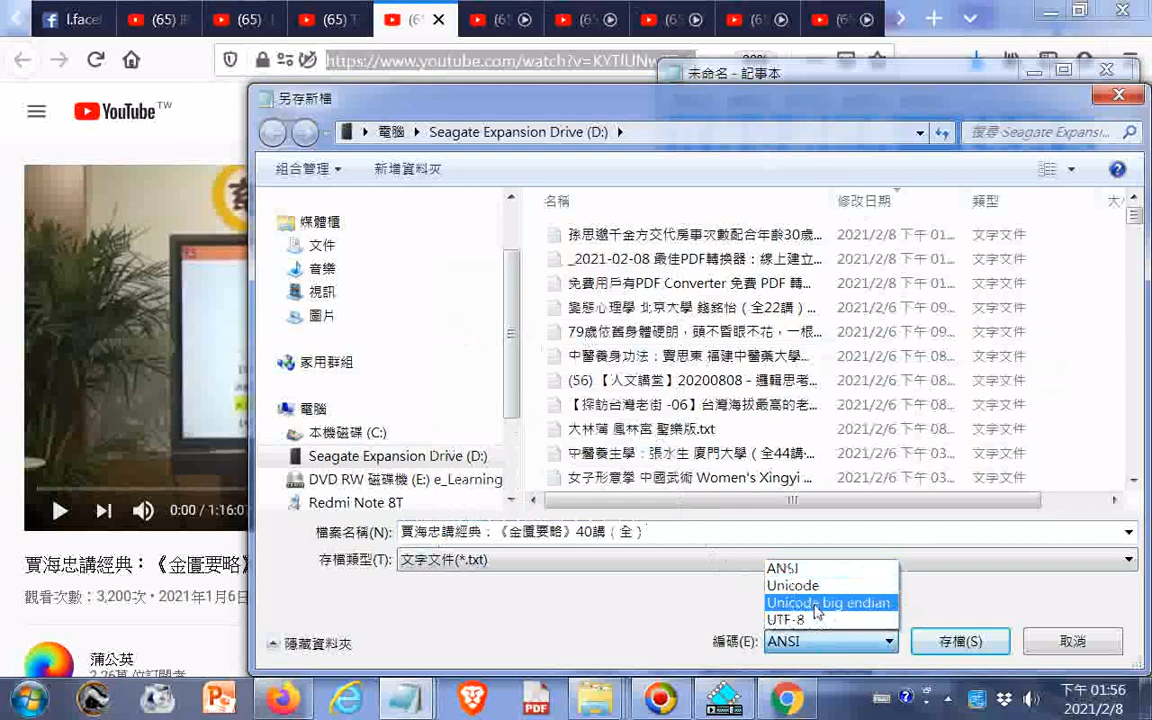 l.face
(65)
(65)
(65)
https://www.youtube.com/watch?v=KYTIUNw
未命名 - 記事本
YouTube TW
另存新檔
電腦 Seagate Expansion Drive (D:)
搜尋 Seagate Expansi...
組合管理 新增資料夾
名稱 修改日期 類型
媒體櫃
文件
音樂
視訊
圖片
家用群組
電腦
本機磁碟 (C:)
Seagate Expansion Drive (D:)
DVD RW 磁碟機 (E:) e_Learning
Redmi Note 8T
孫思邈千金方交代房事次數配合年齡30歲... 2021/2/8 下午 01... 文字文件
_2021-02-08 最佳PDF轉換器：線上建立... 2021/2/8 下午 01... 文字文件
免費用戶有PDF Converter 免費 PDF 轉... 2021/2/8 下午 01... 文字文件
變態心理學 北京大學 錢銘怡（全22講）... 2021/2/6 下午 09... 文字文件
79歲依舊身體硬朗，頭不昏眼不花，一根... 2021/2/6 下午 09... 文字文件
中醫養身功法：賈思東 福建中醫藥大學... 2021/2/6 下午 08... 文字文件
(56) 【人文講堂】20200808 - 邏輯思考... 2021/2/6 下午 08... 文字文件
【探訪台灣老街 -06】台灣海拔最高的老... 2021/2/6 下午 08... 文字文件
大林蒲 鳳林宮 聖樂版.txt 2021/2/6 下午 08... 文字文件
中醫養生學：張水生 廈門大學（全44講... 2021/2/6 下午 08... 文字文件
女子形意拳 中國武術 Women's Xingyi ... 2021/2/6 下午 08... 文字文件
檔案名稱(N): 賈海忠講經典：《金匱要略》40講（全）
存檔類型(T): 文字文件(*.txt)
ANSI
Unicode
Unicode big endian
UTF-8
隱藏資料夾 編碼(E): ANSI 存檔(S) 取消
0:00 / 1:16:0
賈海忠講經典：《金匱要略》
觀看次數：3,200次 • 2021年1月6日
蒲公英
PDF
下午 01:56
2021/2/8